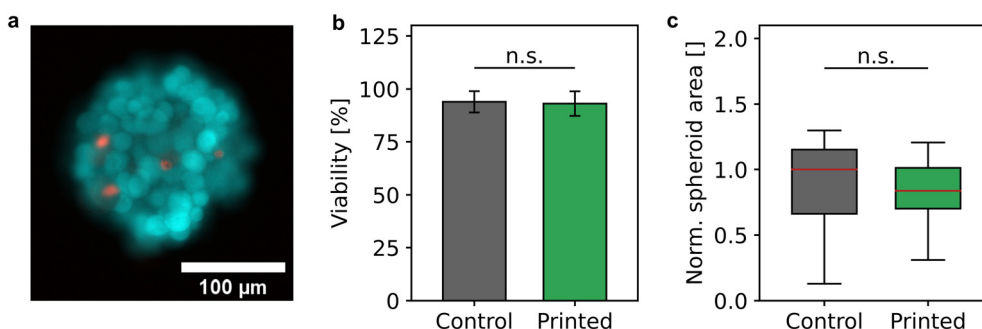 a
100 µm
b
Viability [%]
125
100
75
50
25
0
n.s.
Control Printed
c
Norm. spheroid area []
2.0
1.5
1.0
0.5
0.0
n.s.
Control Printed